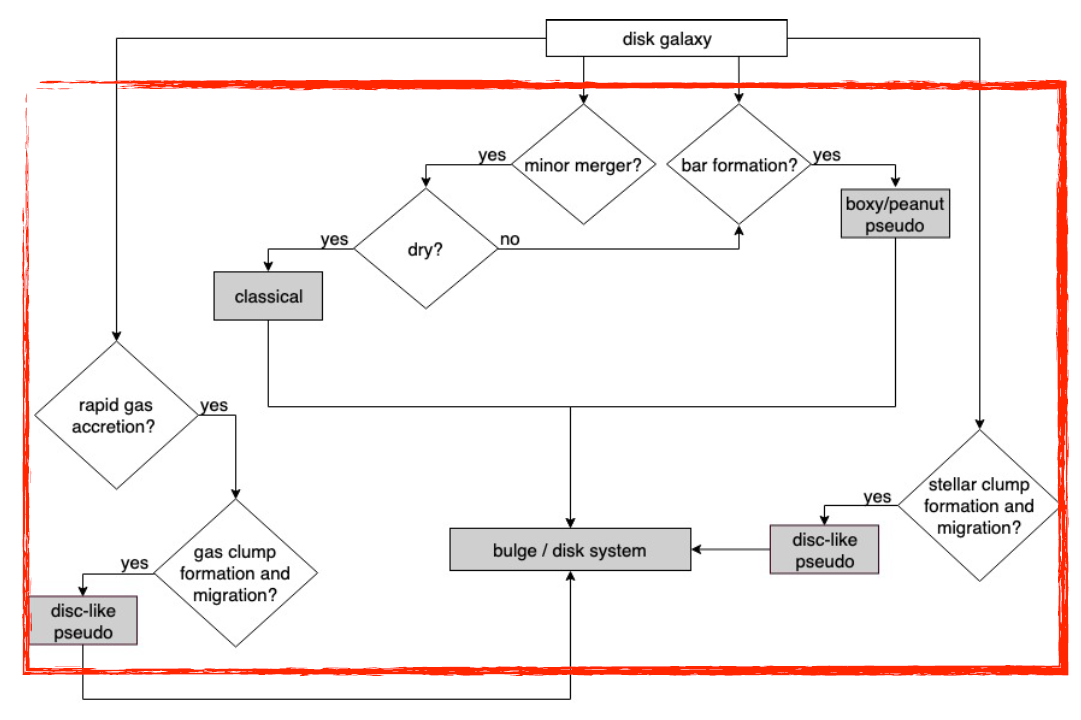 disk galaxy
yes
minor merger?
bar formation?
yes
boxy/peanut
pseudo
yes
dry?
no
classical
rapid gas
accretion?
yes
stellar clump
formation and
migration?
yes
disc-like
pseudo
bulge / disk system
gas clump
formation and
migration?
yes
disc-like
pseudo